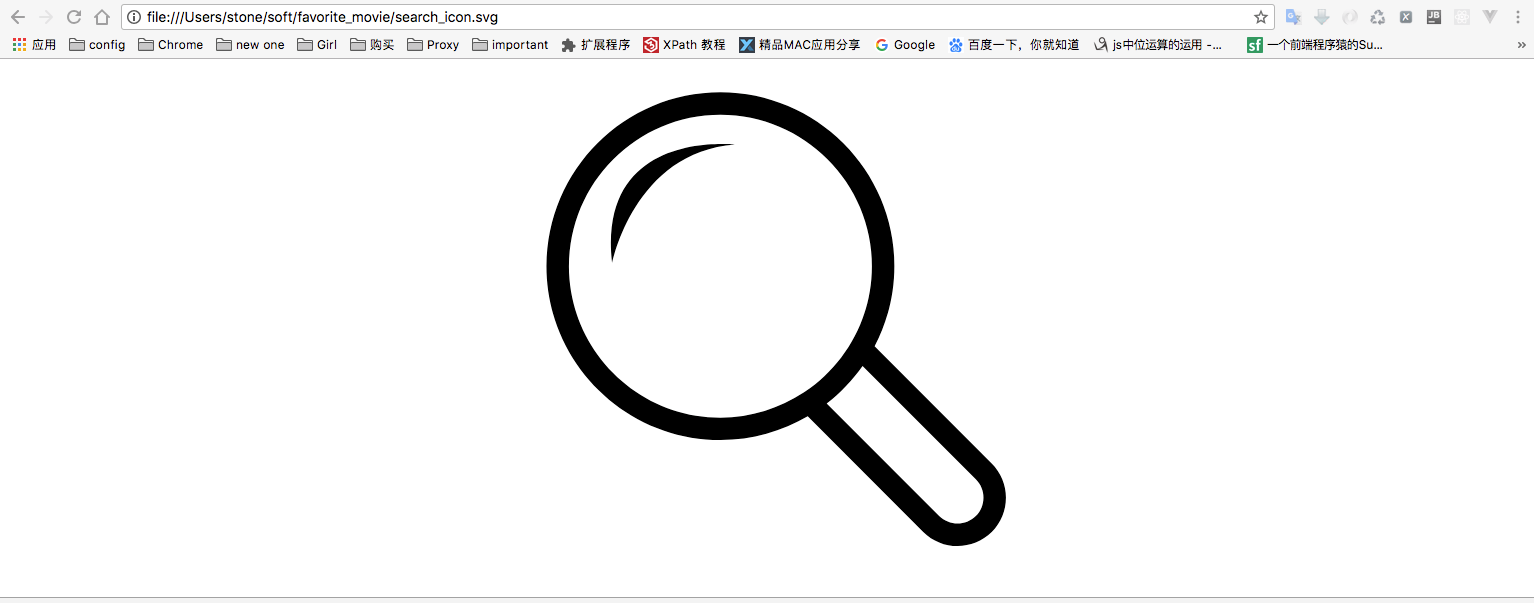 file:///Users/stone/soft/favorite_movie/search_icon.svg
应用 config Chrome new one Girl 购买 Proxy important 扩展程序 XPath 教程 精品MAC应用分享 Google 百度一下，你就知道 js中位运算的运用 -... sf 一个前端程序猿的Su... »